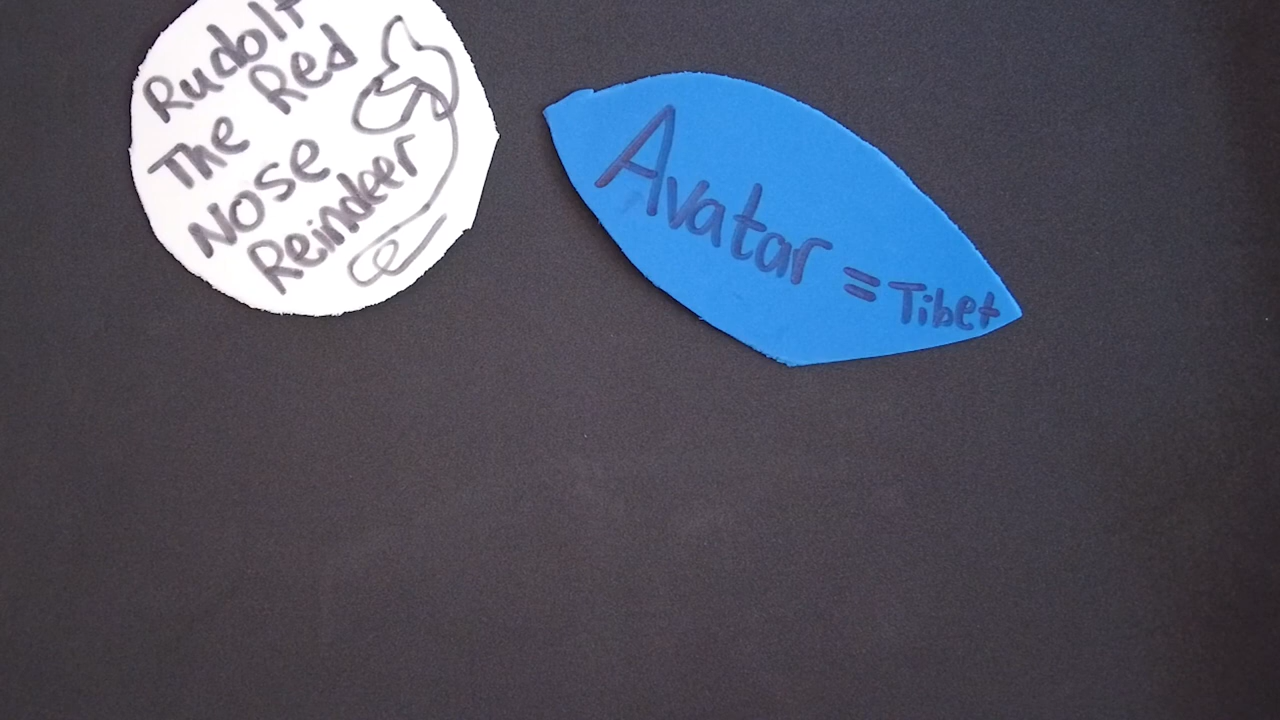 Rudolf
The Red
Nose
Reindeer
Avatar = Tibet